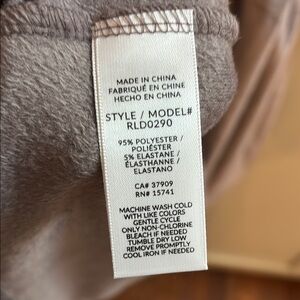 MADE IN CHINA
FABRIQUÉ EN CHINE
HECHO EN CHINA
STYLE / MODEL#
RLD0290
95% POLYESTER /
POLIÉSTER
5% ELASTANE /
ÉLASTHANNE /
ELASTANO
CA# 37909
RN# 15741
MACHINE WASH COLD
WITH LIKE COLORS
GENTLE CYCLE
ONLY NON-CHLORINE
BLEACH IF NEEDED
TUMBLE DRY LOW
REMOVE PROMPTLY
COOL IRON IF NEEDED